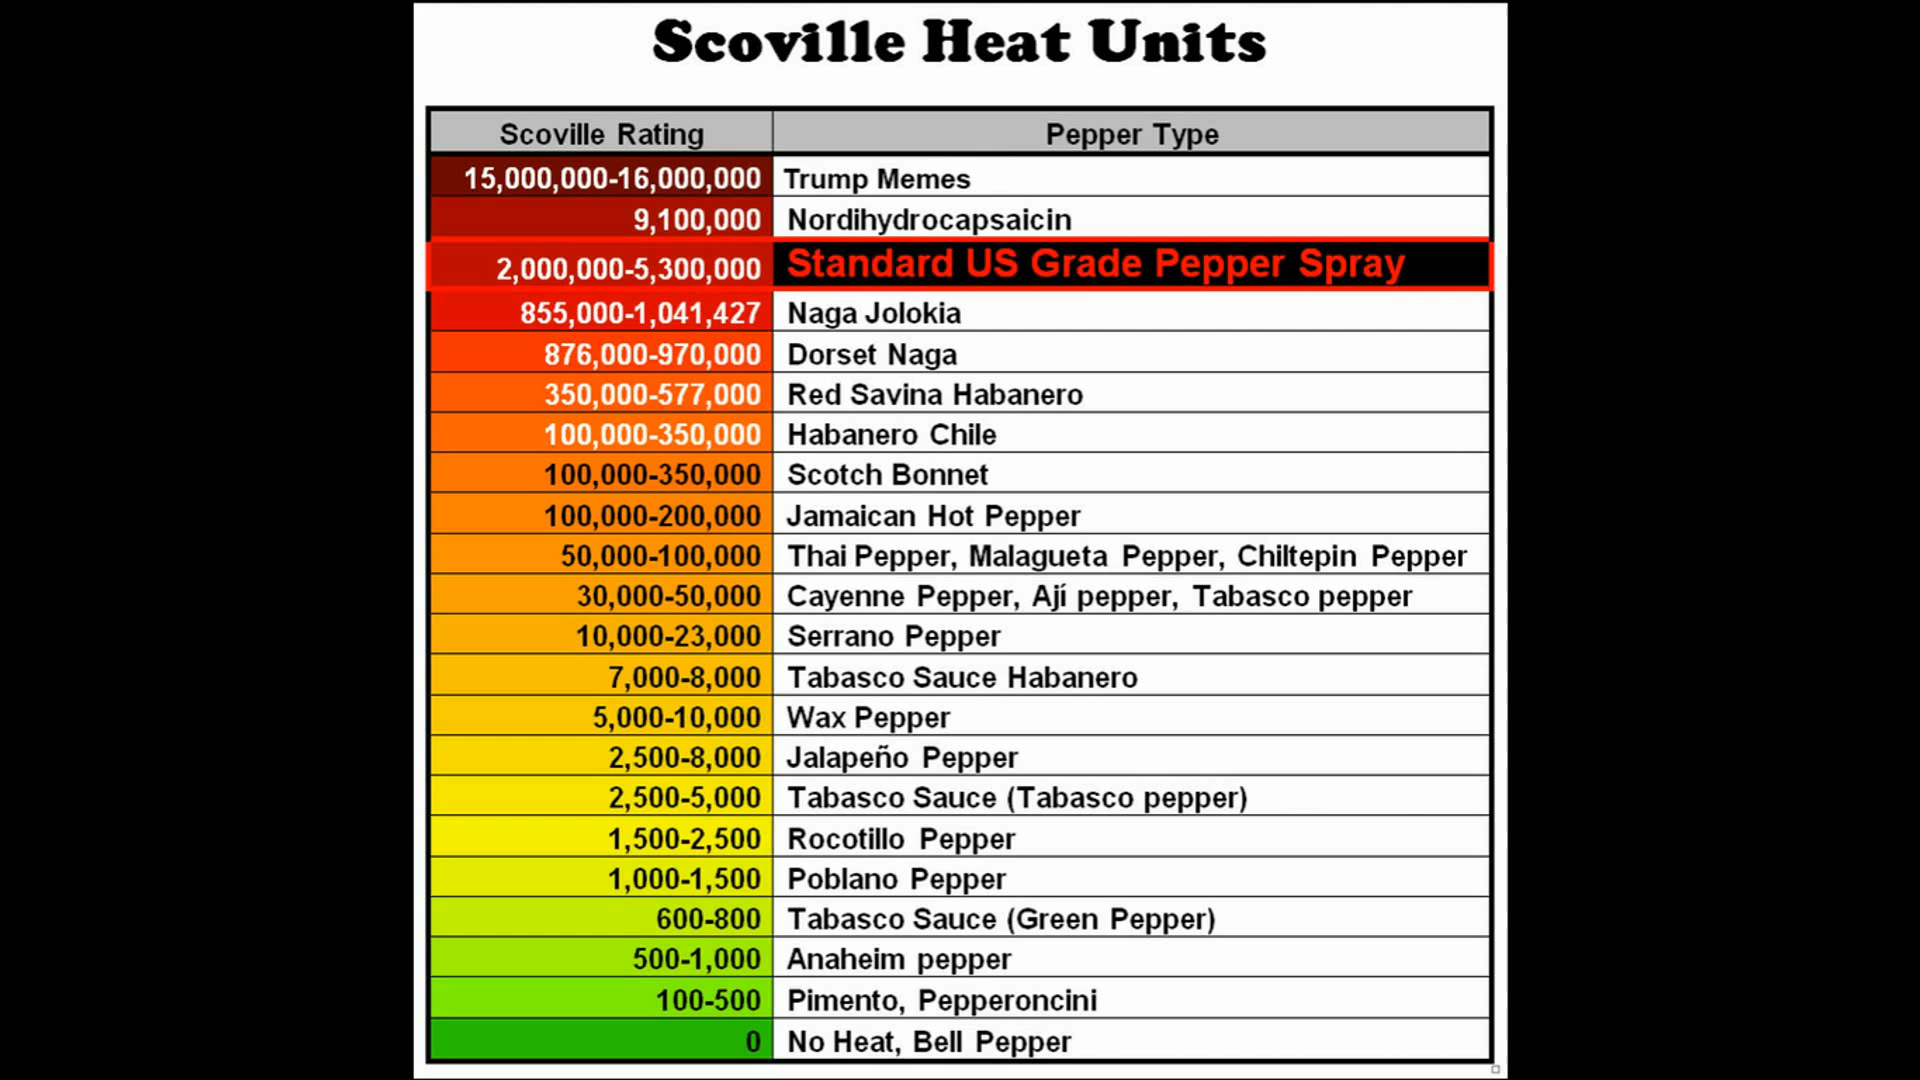 Scoville Heat Units
Scoville Rating Pepper Type
15,000,000-16,000,000 Trump Memes
9,100,000 Nordihydrocapsaicin
2,000,000-5,300,000 Standard US Grade Pepper Spray
855,000-1,041,427 Naga Jolokia
876,000-970,000 Dorset Naga
350,000-577,000 Red Savina Habanero
100,000-350,000 Habanero Chile
100,000-350,000 Scotch Bonnet
100,000-200,000 Jamaican Hot Pepper
50,000-100,000 Thai Pepper, Malagueta Pepper, Chiltepin Pepper
30,000-50,000 Cayenne Pepper, Ají pepper, Tabasco pepper
10,000-23,000 Serrano Pepper
7,000-8,000 Tabasco Sauce Habanero
5,000-10,000 Wax Pepper
2,500-8,000 Jalapeño Pepper
2,500-5,000 Tabasco Sauce (Tabasco pepper)
1,500-2,500 Rocotillo Pepper
1,000-1,500 Poblano Pepper
600-800 Tabasco Sauce (Green Pepper)
500-1,000 Anaheim pepper
100-500 Pimento, Pepperoncini
0 No Heat, Bell Pepper